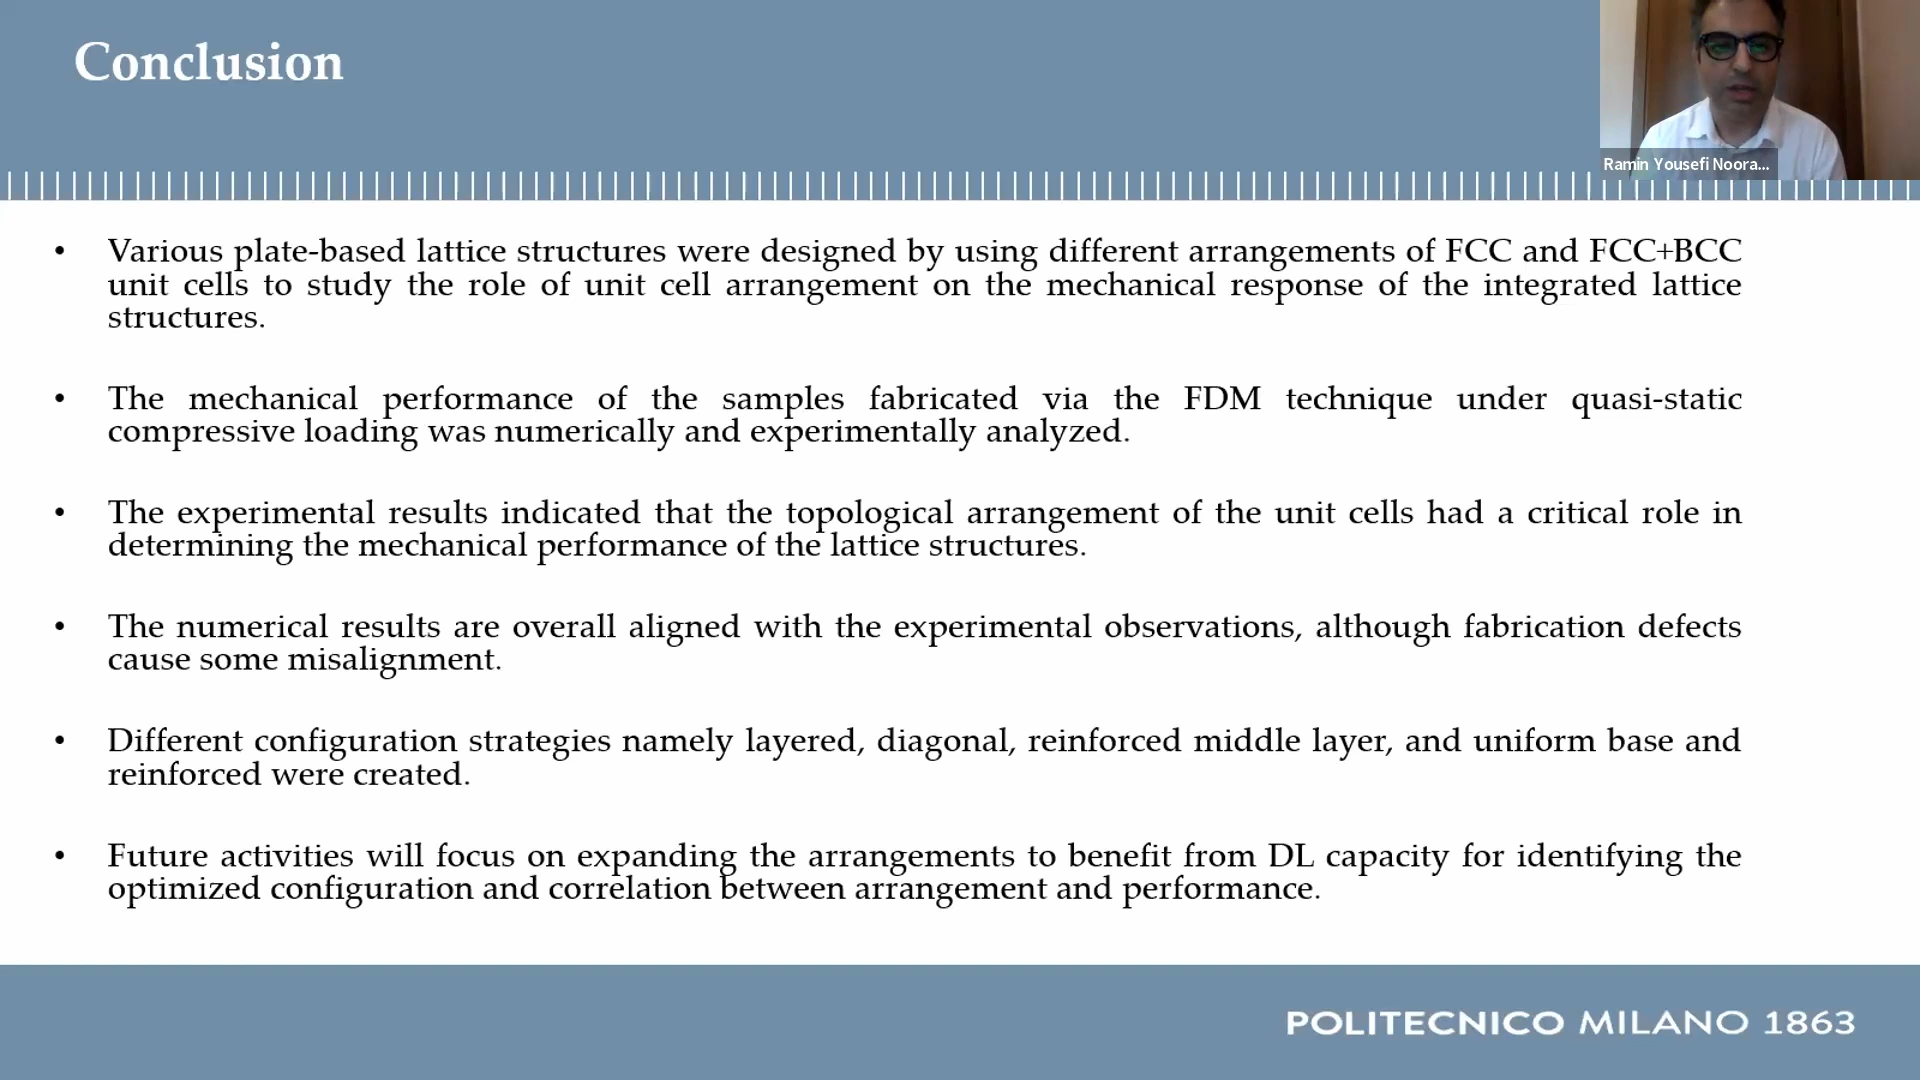 Conclusion
Ramin Yousefi Noora...
• Various plate-based lattice structures were designed by using different arrangements of FCC and FCC+BCC
unit cells to study the role of unit cell arrangement on the mechanical response of the integrated lattice
structures.
• The mechanical performance of the samples fabricated via the FDM technique under quasi-static
compressive loading was numerically and experimentally analyzed.
• The experimental results indicated that the topological arrangement of the unit cells had a critical role in
determining the mechanical performance of the lattice structures.
• The numerical results are overall aligned with the experimental observations, although fabrication defects
cause some misalignment.
• Different configuration strategies namely layered, diagonal, reinforced middle layer, and uniform base and
reinforced were created.
• Future activities will focus on expanding the arrangements to benefit from DL capacity for identifying the
optimized configuration and correlation between arrangement and performance.
POLITECNICO MILANO 1863